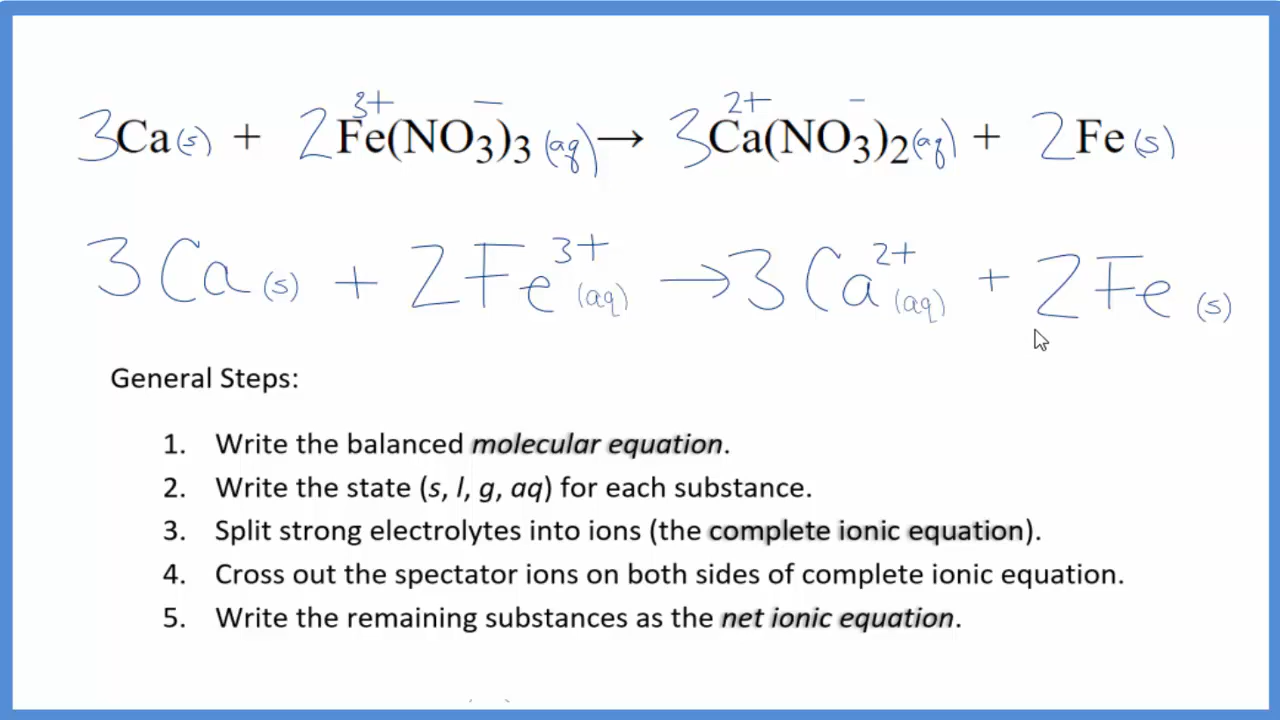 3Ca(s) + 2Fe³⁺(NO₃)⁻₃(aq) → 3Ca²⁺(NO₃)⁻₂(aq) + 2Fe(s)
3Ca(s) + 2Fe³⁺(aq) → 3Ca²⁺(aq) + 2Fe(s)
General Steps:
1. Write the balanced molecular equation.
2. Write the state (s, l, g, aq) for each substance.
3. Split strong electrolytes into ions (the complete ionic equation).
4. Cross out the spectator ions on both sides of complete ionic equation.
5. Write the remaining substances as the net ionic equation.